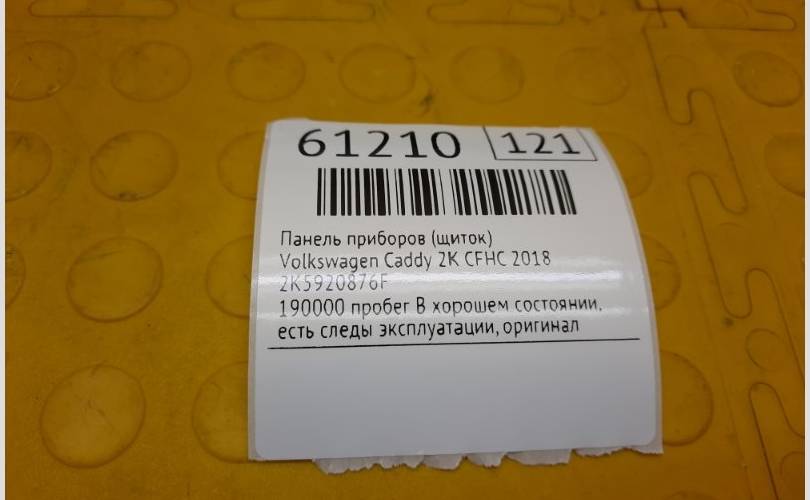 61210 121
Панель приборов (щиток)
Volkswagen Caddy 2K CFHC 2018
2K5920876F
190000 пробег В хорошем состоянии,
есть следы эксплуатации, оригинал